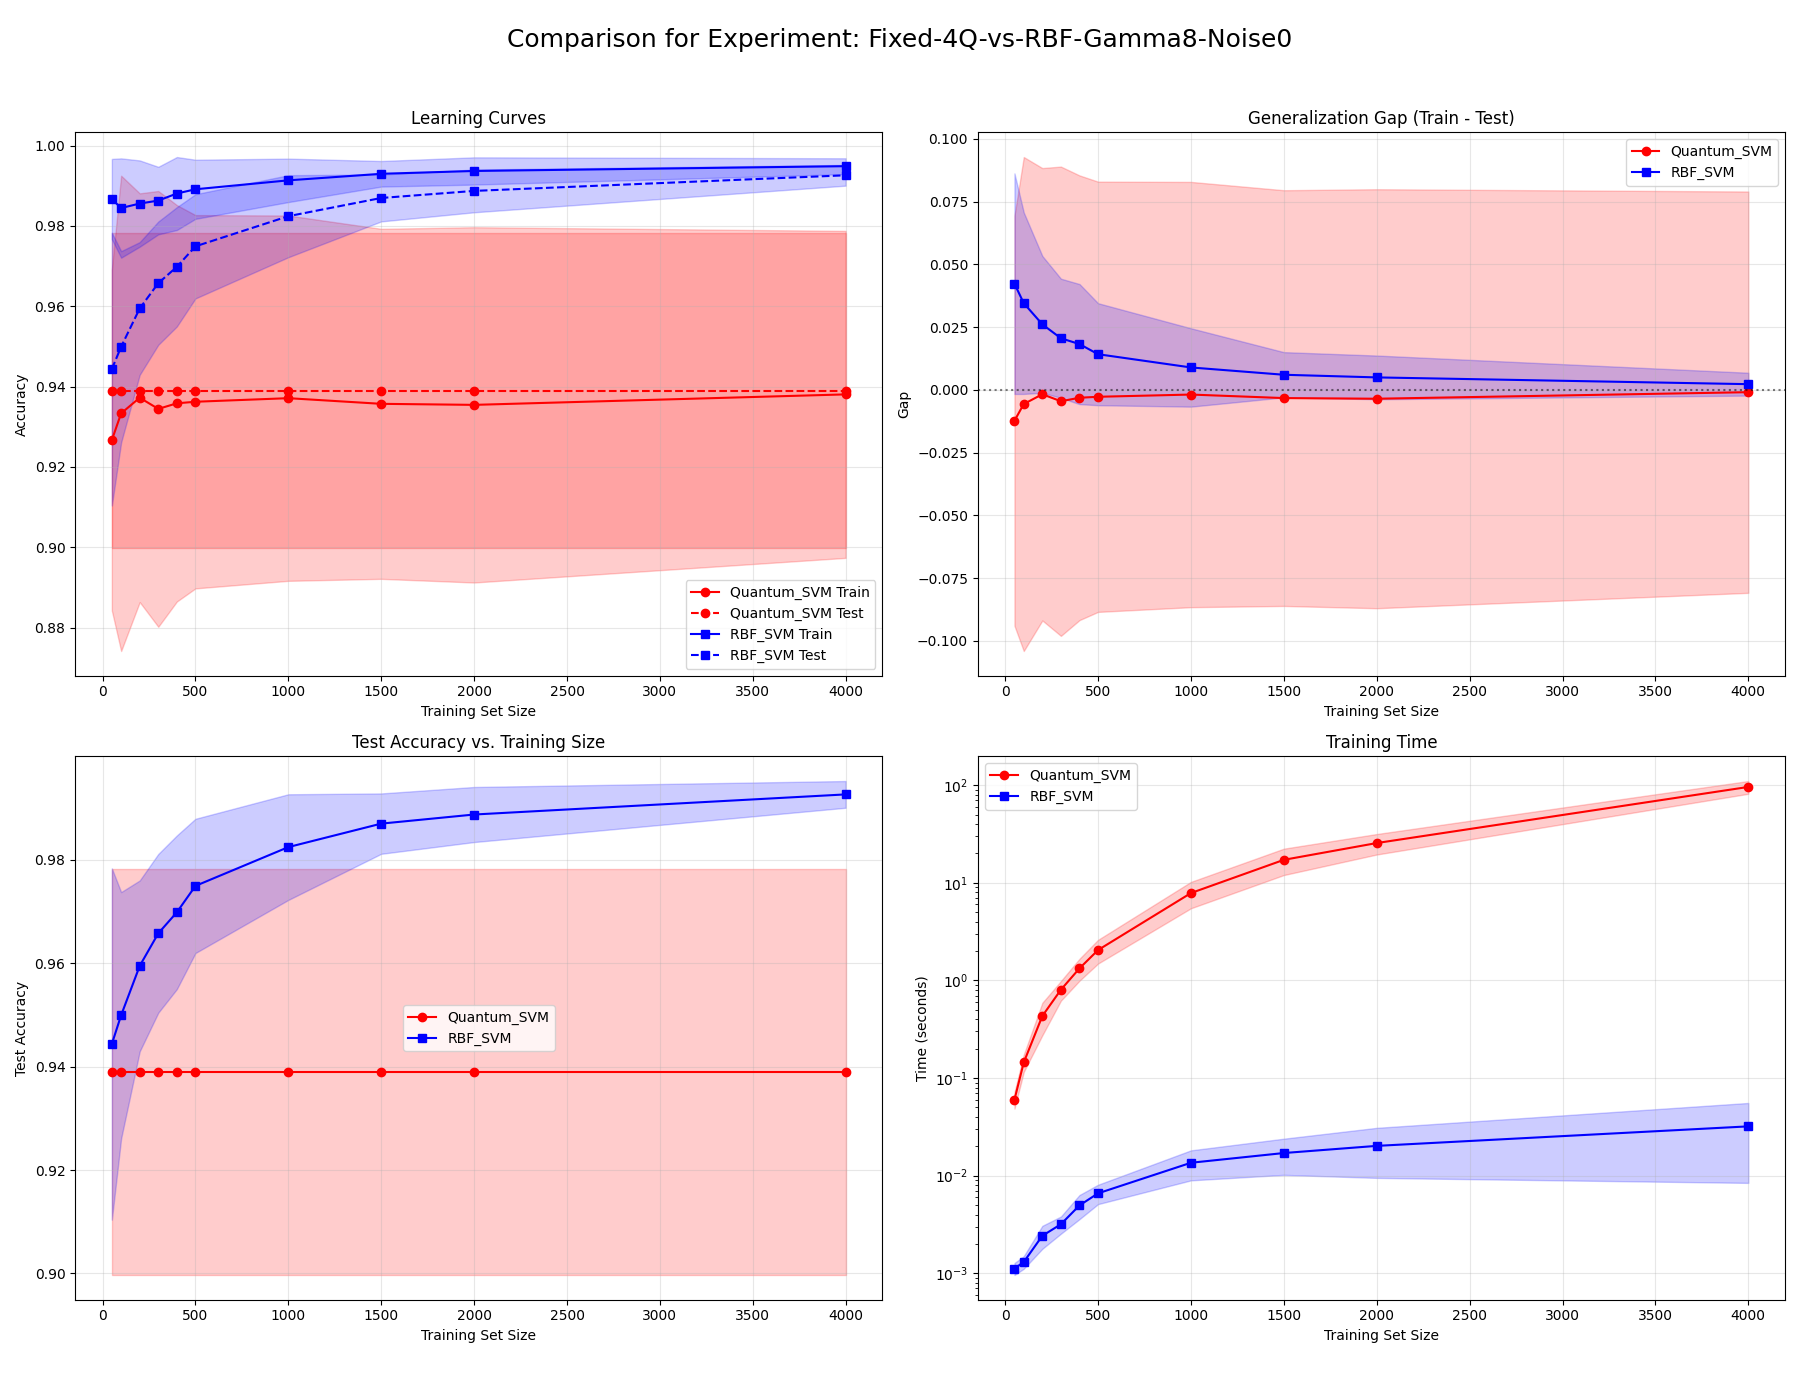 Comparison for Experiment: Fixed-4Q-vs-RBF-Gamma8-Noise0
Learning Curves
1.00
0.98
0.96
0.94
0.92
0.90
0.88
Accuracy
Quantum_SVM Train
Quantum_SVM Test
RBF_SVM Train
RBF_SVM Test
0 500 1000 1500 2000 2500 3000 3500 4000
Training Set Size
Generalization Gap (Train - Test)
0.100
0.075
0.050
0.025
0.000
−0.025
−0.050
−0.075
−0.100
Gap
Quantum_SVM
RBF_SVM
0 500 1000 1500 2000 2500 3000 3500 4000
Training Set Size
Test Accuracy vs. Training Size
0.98
0.96
0.94
0.92
0.90
Test Accuracy
Quantum_SVM
RBF_SVM
0 500 1000 1500 2000 2500 3000 3500 4000
Training Set Size
Training Time
10²
10¹
10⁰
10⁻¹
10⁻²
10⁻³
Time (seconds)
Quantum_SVM
RBF_SVM
0 500 1000 1500 2000 2500 3000 3500 4000
Training Set Size